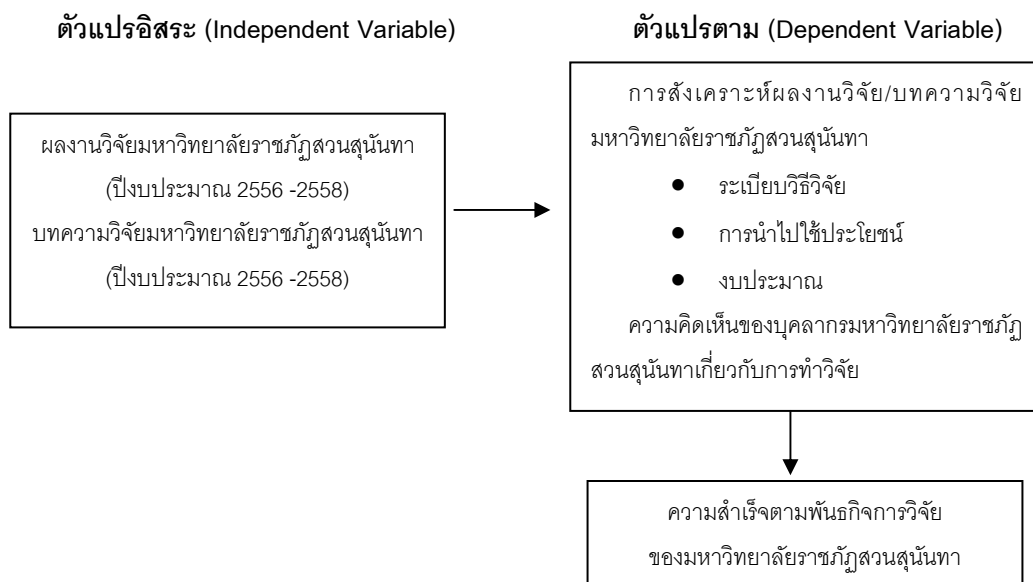 ตัวแปรอิสระ (Independent Variable)
ตัวแปรตาม (Dependent Variable)
ผลงานวิจัยมหาวิทยาลัยราชภัฏสวนสุนันทา
(ปีงบประมาณ 2556 -2558)
บทความวิจัยมหาวิทยาลัยราชภัฏสวนสุนันทา
(ปีงบประมาณ 2556 -2558)
การสังเคราะห์ผลงานวิจัย/บทความวิจัย
มหาวิทยาลัยราชภัฏสวนสุนันทา
● ระเบียบวิธีวิจัย
● การนำไปใช้ประโยชน์
● งบประมาณ
ความคิดเห็นของบุคลากรมหาวิทยาลัยราชภัฏ
สวนสุนันทาเกี่ยวกับการทำวิจัย
ความสำเร็จตามพันธกิจการวิจัย
ของมหาวิทยาลัยราชภัฏสวนสุนันทา